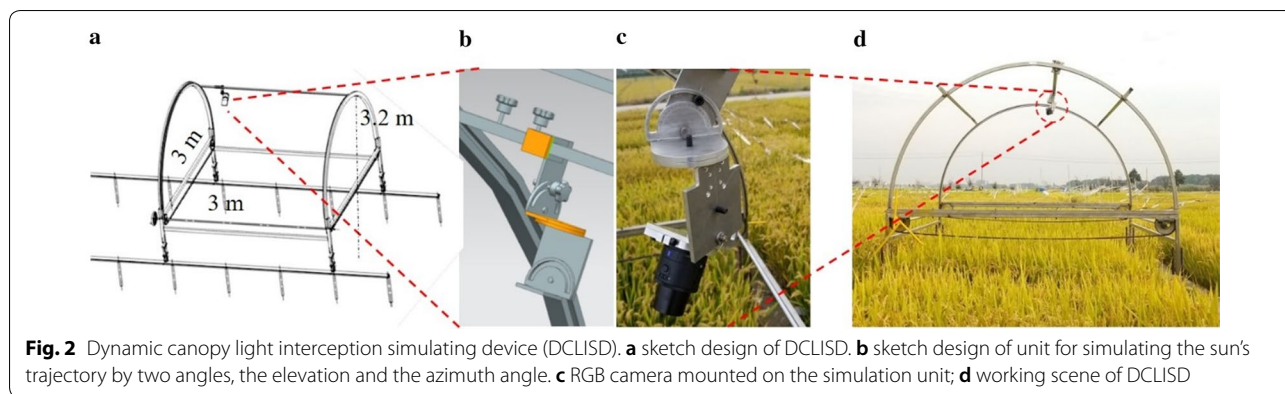 a b c d
3.2 m
3 m
3 m
Fig. 2 Dynamic canopy light interception simulating device (DCLISD). a sketch design of DCLISD. b sketch design of unit for simulating the sun's
trajectory by two angles, the elevation and the azimuth angle. c RGB camera mounted on the simulation unit; d working scene of DCLISD